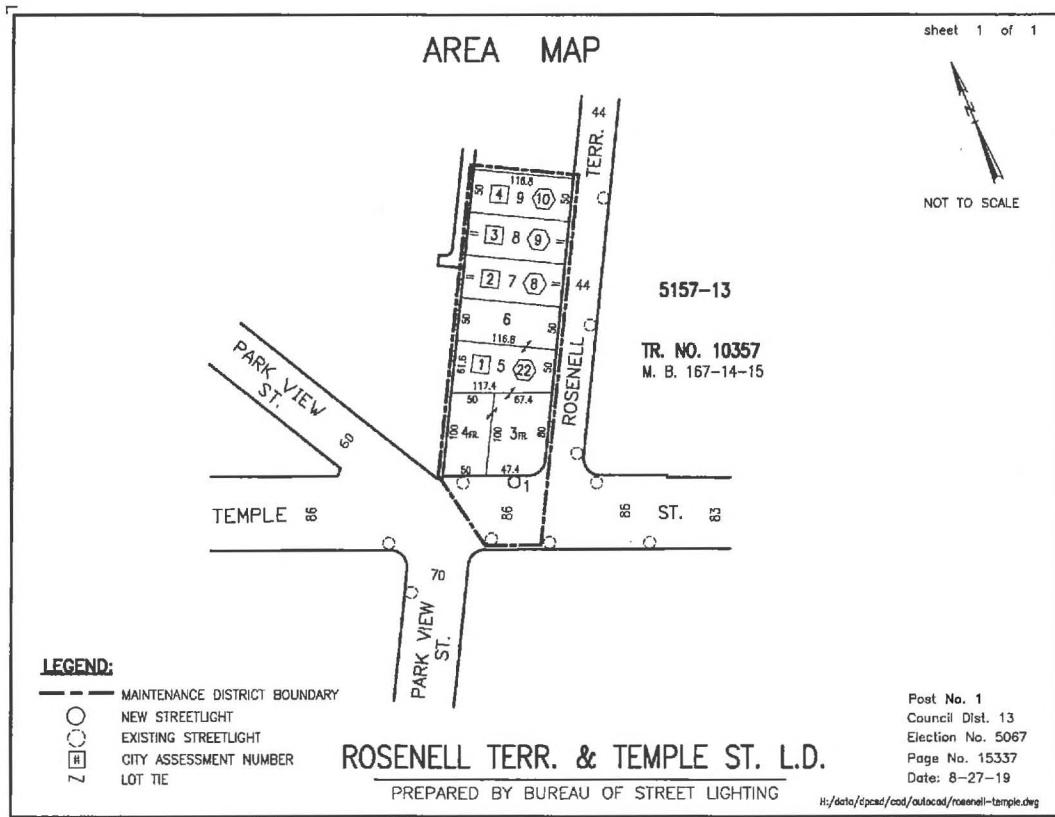 sheet 1 of 1
AREA MAP
N
NOT TO SCALE
44
TERR.
116.8
50 4 9 10 50
= 3 8 9 =
= 2 7 8 =
44
50 6 50
116.8
61.6 1 5 22 50
117.4
50 67.4
100 4FR. 100 3FR. 80
50 47.4
1
ROSENELL
5157-13
TR. NO. 10357
M. B. 167-14-15
PARK VIEW
ST.
60
TEMPLE 86
86
86 ST. 83
70
PARK VIEW
ST.
LEGEND:
MAINTENANCE DISTRICT BOUNDARY
NEW STREETLIGHT
EXISTING STREETLIGHT
# CITY ASSESSMENT NUMBER
LOT TIE
ROSENELL TERR. & TEMPLE ST. L.D.
PREPARED BY BUREAU OF STREET LIGHTING
Post No. 1
Council Dist. 13
Election No. 5067
Page No. 15337
Date: 8-27-19
H:/data/dpcad/cad/autocad/rosenell-temple.dwg